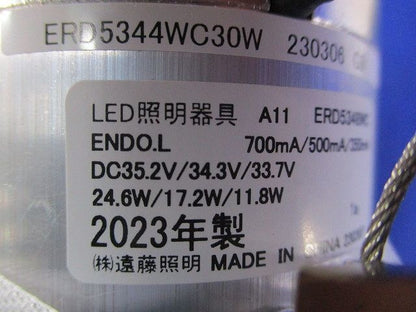 ERD5344WC30W 230306
LED照明器具 A11
ENDO.L 700mA/500mA/350mA
DC35.2V/34.3V/33.7V
24.6W/17.2W/11.8W
2023年製
㈱遠藤照明 MADE IN CHINA